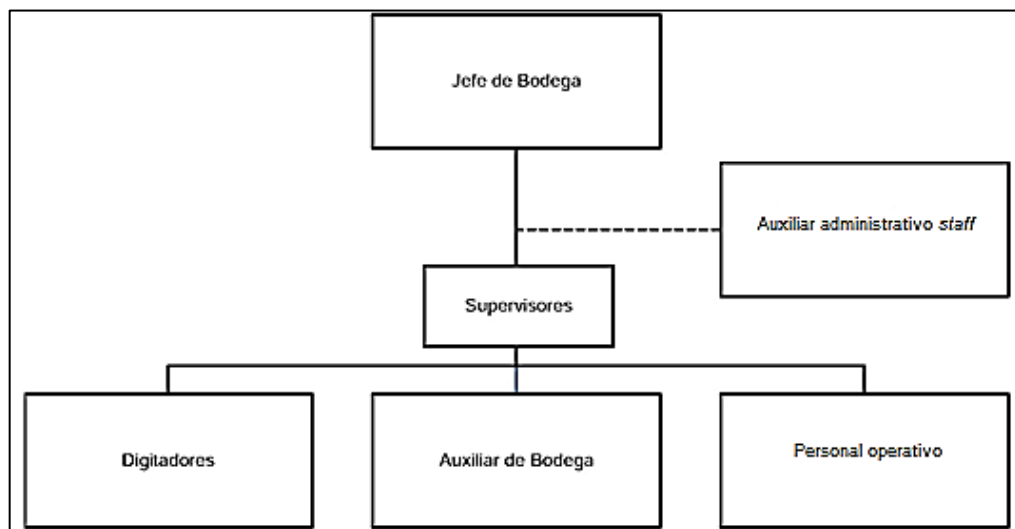 Jefe de Bodega
Auxiliar administrativo staff
Supervisores
Digitadores
Auxiliar de Bodega
Personal operativo